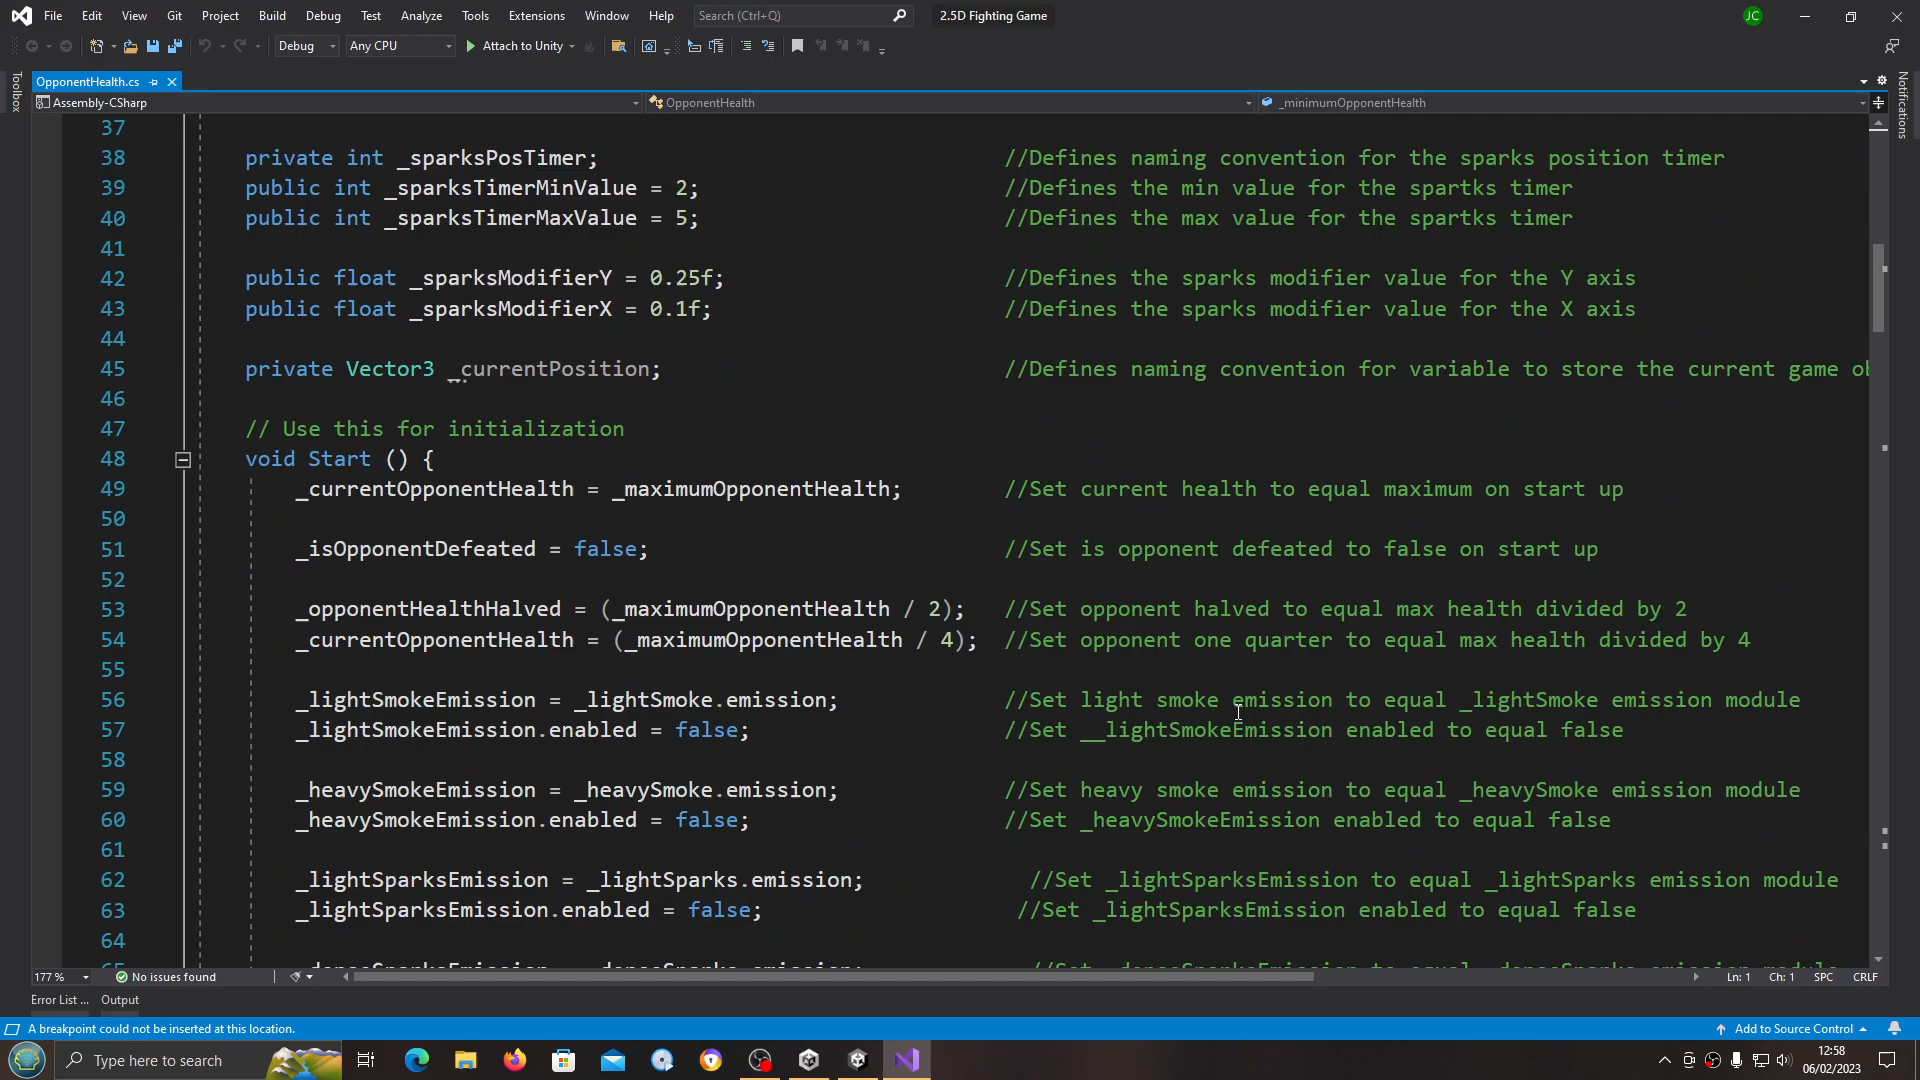 File Edit View Git Project Build Debug Test Analyze Tools Extensions Window Help Search (Ctrl+Q) 2.5D Fighting Game JC
Debug Any CPU Attach to Unity
Toolbox
OpponentHealth.cs
Notifications
Assembly-CSharp OpponentHealth _minimumOpponentHealth
37
38 private int _sparksPosTimer; //Defines naming convention for the sparks position timer
39 public int _sparksTimerMinValue = 2; //Defines the min value for the spartks timer
40 public int _sparksTimerMaxValue = 5; //Defines the max value for the spartks timer
41
42 public float _sparksModifierY = 0.25f; //Defines the sparks modifier value for the Y axis
43 public float _sparksModifierX = 0.1f; //Defines the sparks modifier value for the X axis
44
45 private Vector3 _currentPosition; //Defines naming convention for variable to store the current game ob
46
47 // Use this for initialization
48 void Start () {
49 _currentOpponentHealth = _maximumOpponentHealth; //Set current health to equal maximum on start up
50
51 _isOpponentDefeated = false; //Set is opponent defeated to false on start up
52
53 _opponentHealthHalved = (_maximumOpponentHealth / 2); //Set opponent halved to equal max health divided by 2
54 _currentOpponentHealth = (_maximumOpponentHealth / 4); //Set opponent one quarter to equal max health divided by 4
55
56 _lightSmokeEmission = _lightSmoke.emission; //Set light smoke emission to equal _lightSmoke emission module
57 _lightSmokeEmission.enabled = false; //Set __lightSmokeEmission enabled to equal false
58
59 _heavySmokeEmission = _heavySmoke.emission; //Set heavy smoke emission to equal _heavySmoke emission module
60 _heavySmokeEmission.enabled = false; //Set _heavySmokeEmission enabled to equal false
61
62 _lightSparksEmission = _lightSparks.emission; //Set _lightSparksEmission to equal _lightSparks emission module
63 _lightSparksEmission.enabled = false; //Set _lightSparksEmission enabled to equal false
64
177 % No issues found Ln: 1 Ch: 1 SPC CRLF
Error List ... Output
A breakpoint could not be inserted at this location. Add to Source Control
Type here to search
12:58
06/02/2023